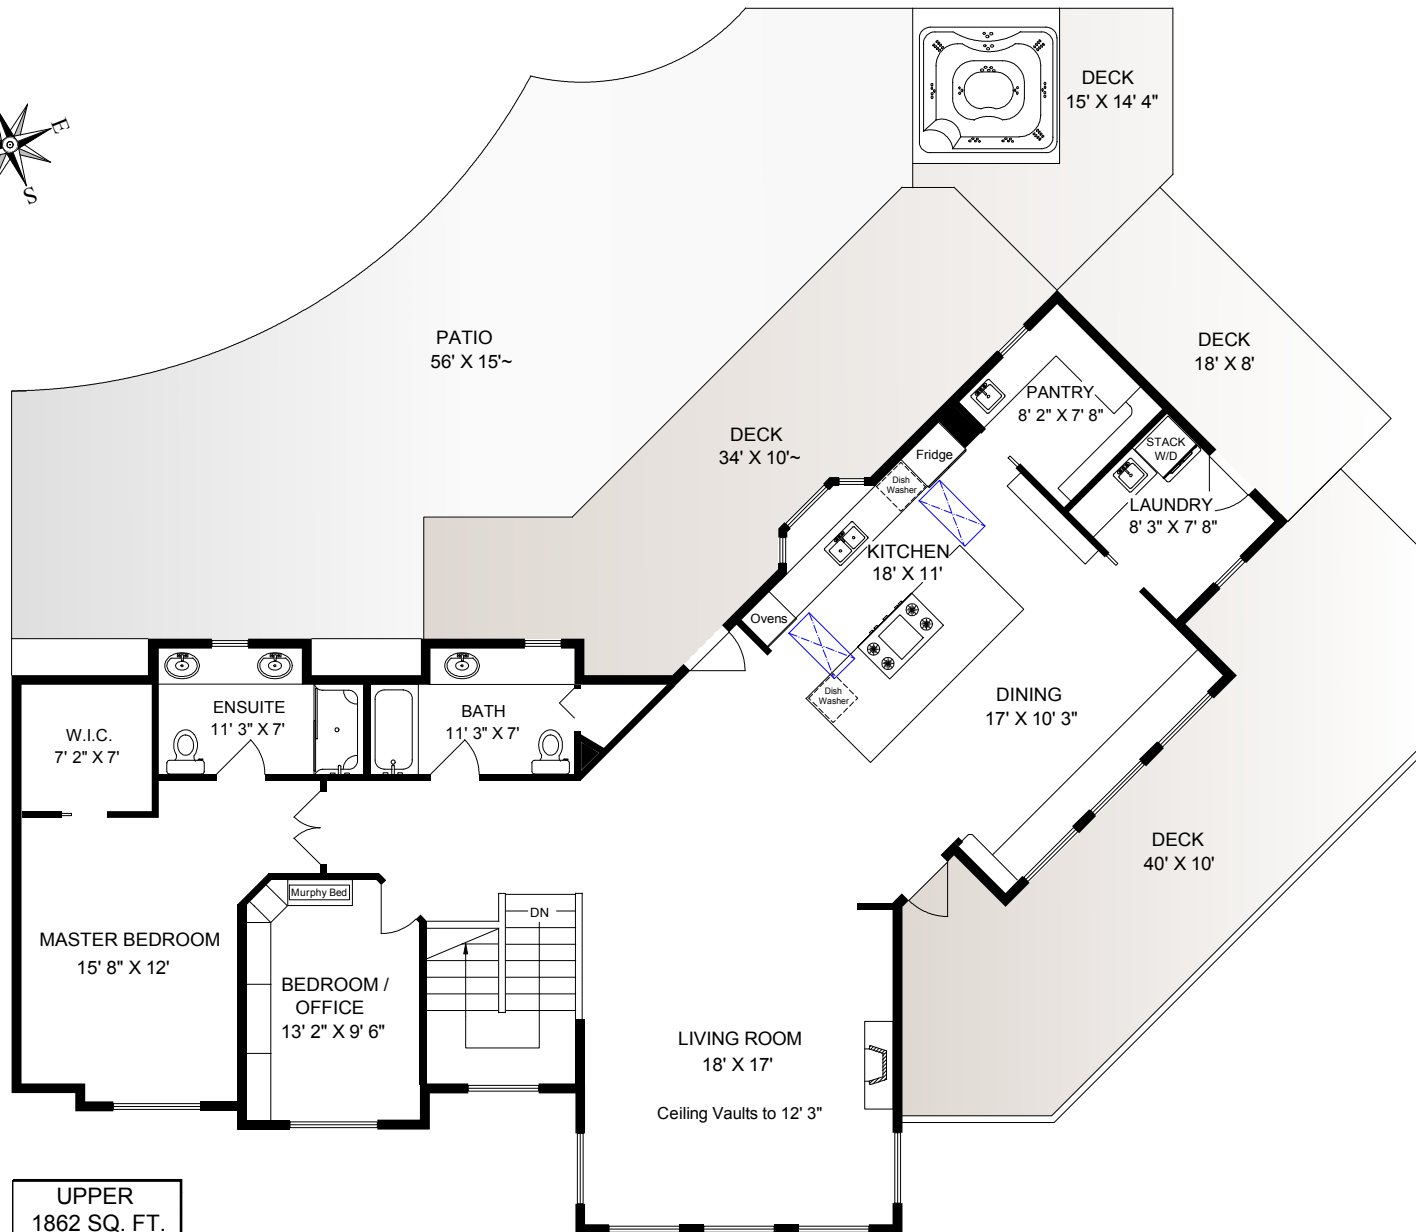 DECK
15' X 14' 4"
E
S
PATIO
56' X 15'~
DECK
18' X 8'
PANTRY
8' 2" X 7' 8"
DECK
34' X 10'~
Fridge
STACK
W/D
Dish
Washer
LAUNDRY
8' 3" X 7' 8"
KITCHEN
18' X 11'
Ovens
Dish
Washer
DINING
17' X 10' 3"
ENSUITE
11' 3" X 7'
BATH
11' 3" X 7'
W.I.C.
7' 2" X 7'
DECK
40' X 10'
Murphy Bed
DN
MASTER BEDROOM
15' 8" X 12'
BEDROOM /
OFFICE
13' 2" X 9' 6"
LIVING ROOM
18' X 17'
Ceiling Vaults to 12' 3"
UPPER
1862 SQ. FT.